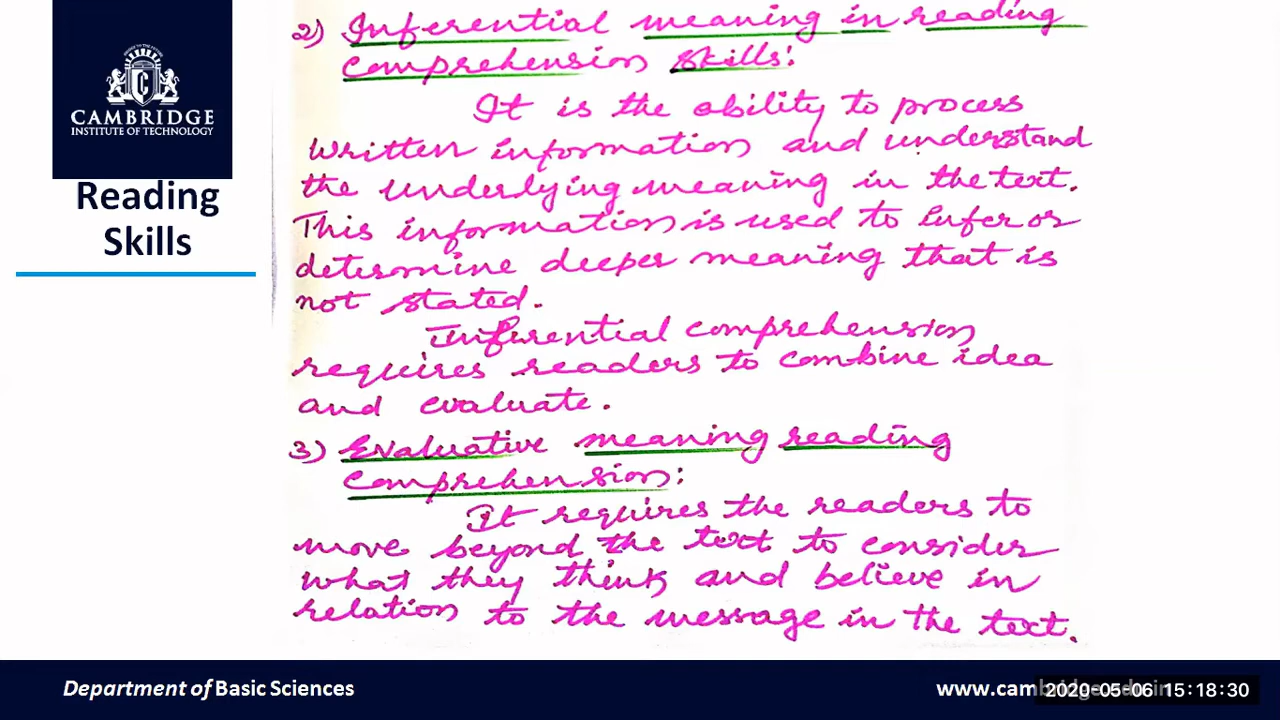 CAMBRIDGE
INSTITUTE OF TECHNOLOGY
Reading
Skills
2) Inferential meaning in reading
comprehension skills:
It is the ability to process
written information and understand
the underlying meaning in the text.
This information is used to infer or
determine deeper meaning that is
not stated.
Inferential comprehension
requires readers to combine idea
and evaluate.
3) Evaluative meaning reading
comprehension:
It requires the readers to
move beyond the text to consider
what they think and believe in
relation to the message in the text.
Department of Basic Sciences
www.cam
2020-05-06 15:18:30